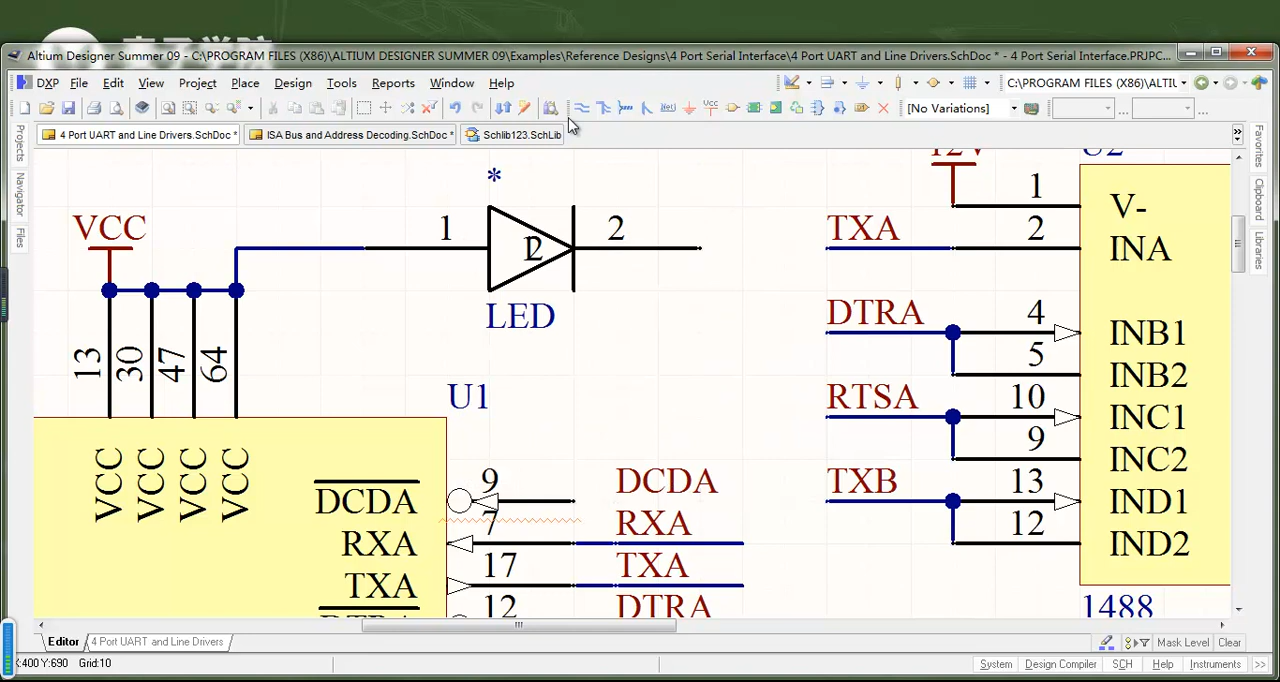 Altium Designer Summer 09 - C:\PROGRAM FILES (X86)\ALTIUM DESIGNER SUMMER 09\Examples\Reference Designs\4 Port Serial Interface\4 Port UART and Line Drivers.SchDoc * - 4 Port Serial Interface.PRJPC...
DXP File Edit View Project Place Design Tools Reports Window Help C:\PROGRAM FILES (X86)\ALTIU
[No Variations] ... ...
4 Port UART and Line Drivers.SchDoc * ISA Bus and Address Decoding.SchDoc * Schlib123.SchLib
Projects
Navigator
Files
Favorites
Clipboard
Libraries
*
VCC
1
2
LED
13
30
47
64
U1
VCC
VCC
VCC
VCC
DCDA 9 DCDA
RXA 7 RXA
TXA 17 TXA
12 DTRA
12V
U2
1 V-
TXA 2 INA
DTRA 4 INB1
5 INB2
RTSA 10 INC1
9 INC2
TXB 13 IND1
12 IND2
1488
Editor 4 Port UART and Line Drivers Mask Level Clear
X:400 Y:690 Grid:10 System Design Compiler SCH Help Instruments >>